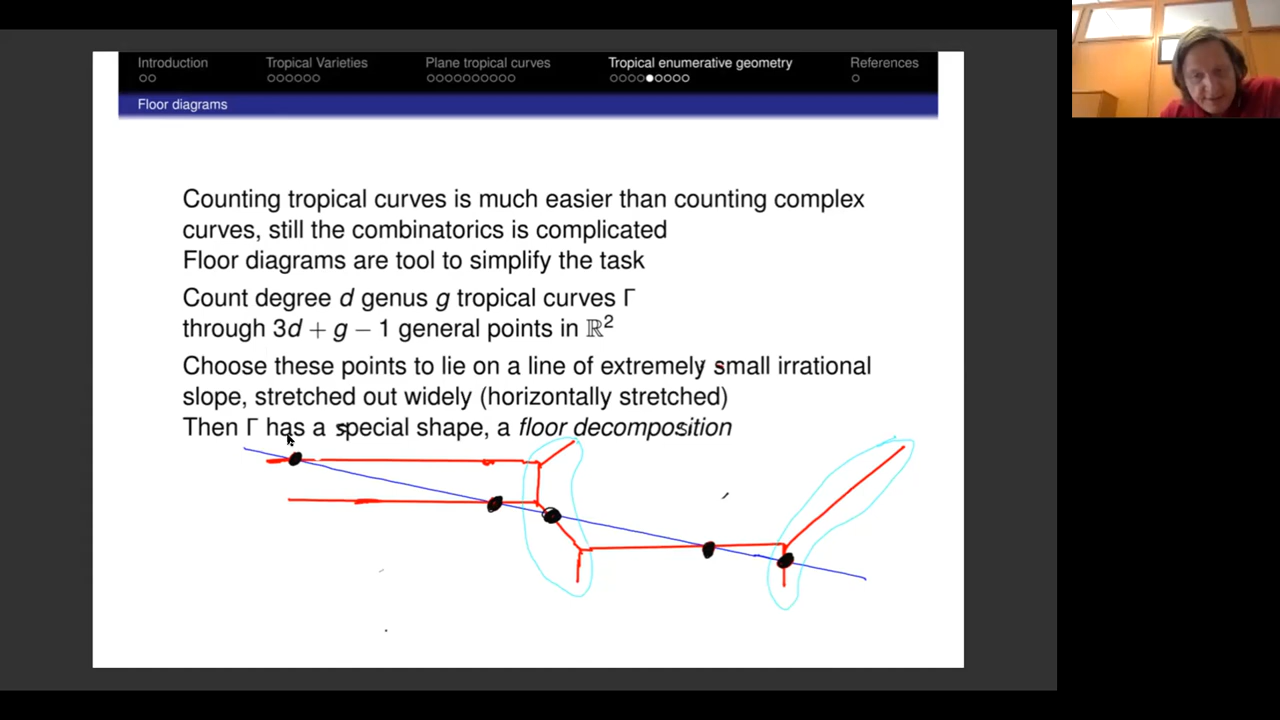 Introduction
Tropical Varieties
Plane tropical curves
Tropical enumerative geometry
References
Floor diagrams
Counting tropical curves is much easier than counting complex
curves, still the combinatorics is complicated
Floor diagrams are tool to simplify the task
Count degree d genus g tropical curves Γ
through 3d + g − 1 general points in ℝ²
Choose these points to lie on a line of extremely small irrational
slope, stretched out widely (horizontally stretched)
Then Γ has a special shape, a floor decomposition